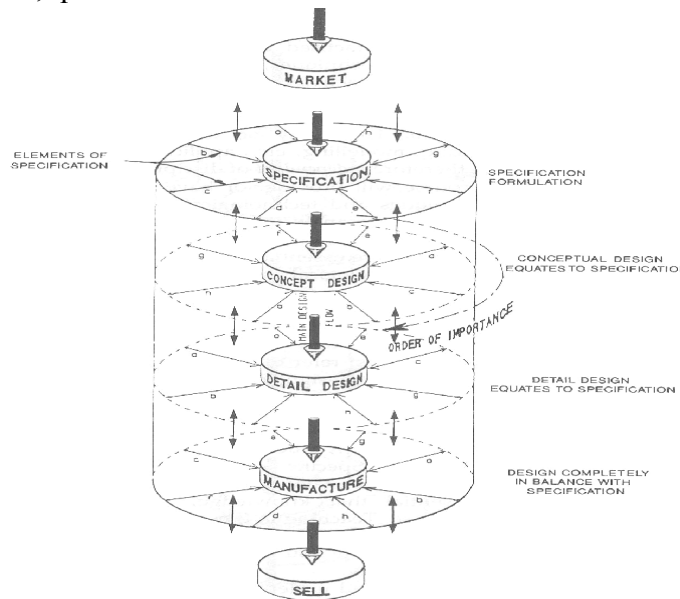 MARKET
ELEMENTS OF
SPECIFICATION
a
h
b
g
SPECIFICATION
c
f
d
e
SPECIFICATION
FORMULATION
f
e
g
CONCEPT DESIGN
CONCEPTUAL DESIGN
EQUATES TO SPECIFICATIO
MAIN DESIGN
FLOW
ORDER OF IMPORTANCE
e
DETAIL DESIGN
c
b
g
DETAIL DESIGN
EQUATES TO SPECIFICATION
e
g
c
MANUFACTURE
d
h
b
DESIGN COMPLETELY
IN BALANCE WITH
SPECIFICATION
SELL